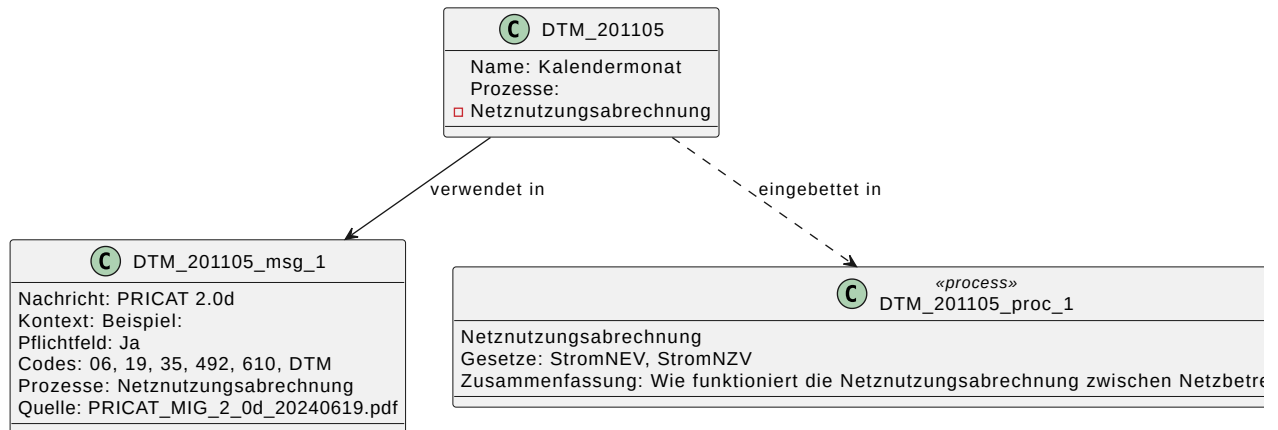 C DTM_201105
Name: Kalendermonat
Prozesse:
Netznutzungsabrechnung
verwendet in
eingebettet in
C DTM_201105_msg_1
Nachricht: PRICAT 2.0d
Kontext: Beispiel:
Pflichtfeld: Ja
Codes: 06, 19, 35, 492, 610, DTM
Prozesse: Netznutzungsabrechnung
Quelle: PRICAT_MIG_2_0d_20240619.pdf
C «process»
DTM_201105_proc_1
Netznutzungsabrechnung
Gesetze: StromNEV, StromNZV
Zusammenfassung: Wie funktioniert die Netznutzungsabrechnung zwischen Netzbetre